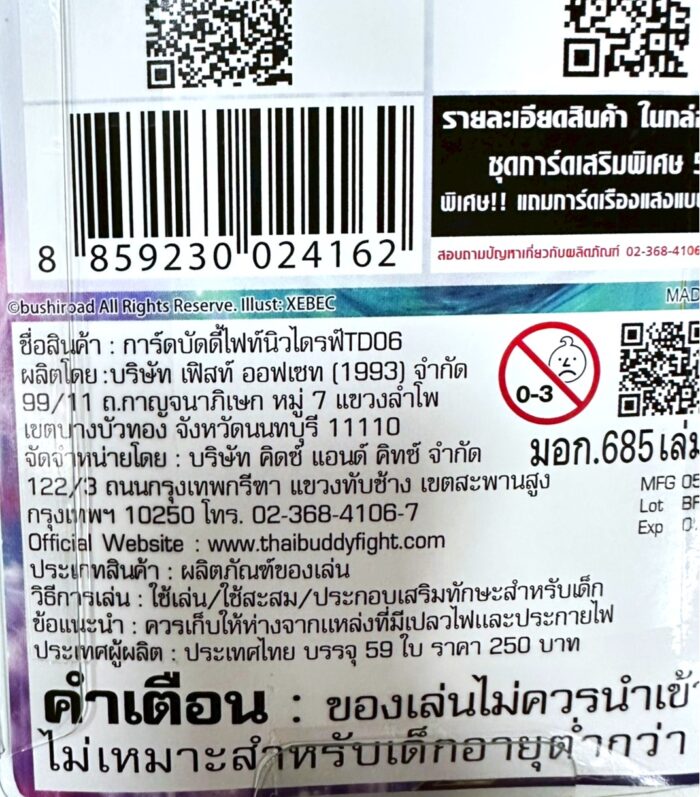 รายละเอียดสินค้า ในกล่
ชุดการ์ดเสริมพิเศษ 5
พิเศษ!! แถมการ์ดเรืองแสงแบบ
สอบถามปัญหาเกี่ยวกับผลิตภัณฑ์ 02-368-4106
8 859230 024162
©bushiroad All Rights Reserve. Illust: XEBEC
MAD
ชื่อสินค้า : การ์ดบัดดี้ไฟท์นิวไดรฟ์TD06
ผลิตโดย :บริษัท เฟิสท์ ออฟเซท (1993) จำกัด
99/11 ถ.กาญจนาภิเษก หมู่ 7 แขวงลำโพ
เขตบางบัวทอง จังหวัดนนทบุรี 11110
จัดจำหน่ายโดย : บริษัท คิดซ์ แอนด์ คิทซ์ จำกัด
122/3 ถนนกรุงเทพกรีฑา แขวงทับช้าง เขตสะพานสูง
กรุงเทพฯ 10250 โทร. 02-368-4106-7
Official Website : www.thaibuddyfight.com
ประเภทสินค้า : ผลิตภัณฑ์ของเล่น
วิธีการเล่น : ใช้เล่น/ใช้สะสม/ประกอบเสริมทักษะสำหรับเด็ก
ข้อแนะนำ : ควรเก็บให้ห่างจากแหล่งที่มีเปลวไฟและประกายไฟ
ประเทศผู้ผลิต : ประเทศไทย บรรจุ 59 ใบ ราคา 250 บาท
0-3
มอก.685เล่ม
MFG 05
Lot BF
Exp 0
คำเตือน : ของเล่นไม่ควรนำเข้า
ไม่เหมาะสำหรับเด็กอายุต่ำกว่า